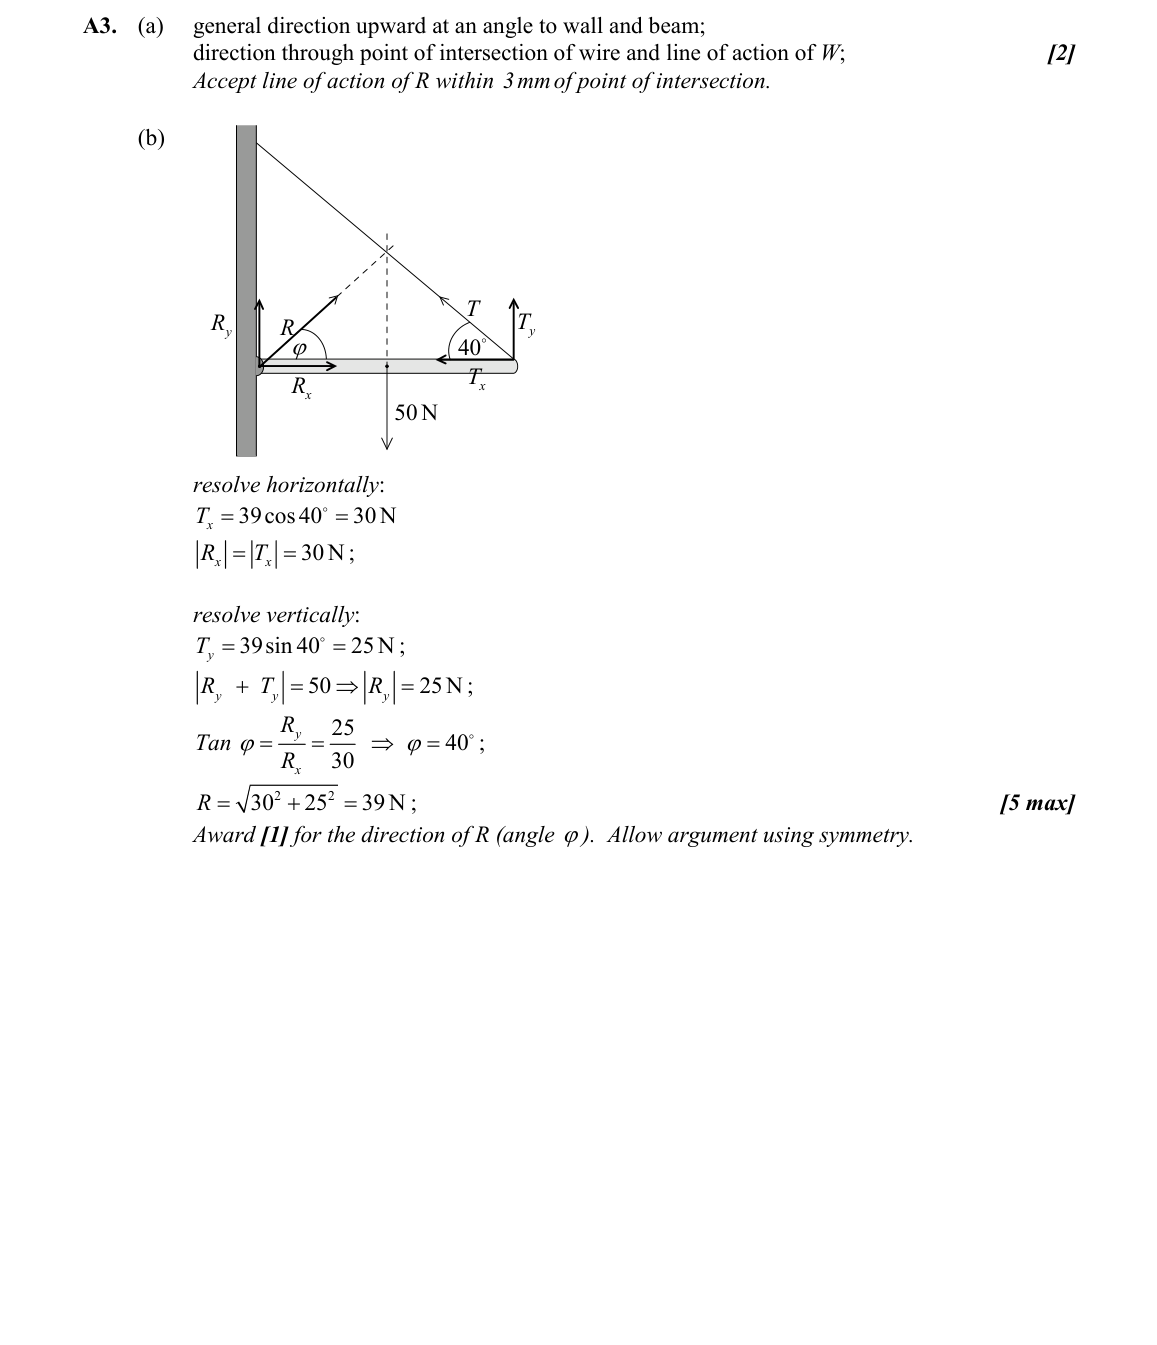 A3. (a) general direction upward at an angle to wall and beam;
direction through point of intersection of wire and line of action of W; [2]
Accept line of action of R within 3 mm of point of intersection.
(b)
R_y
R
φ
R_x
T
40°
T_y
T_x
50 N
resolve horizontally:
T_x = 39 cos 40° = 30 N
|R_x| = |T_x| = 30 N ;
resolve vertically:
T_y = 39 sin 40° = 25 N ;
|R_y + T_y| = 50 ⇒ |R_y| = 25 N ;
Tan φ = R_y / R_x = 25 / 30 ⇒ φ = 40° ;
R = √(30² + 25²) = 39 N ; [5 max]
Award [1] for the direction of R (angle φ). Allow argument using symmetry.